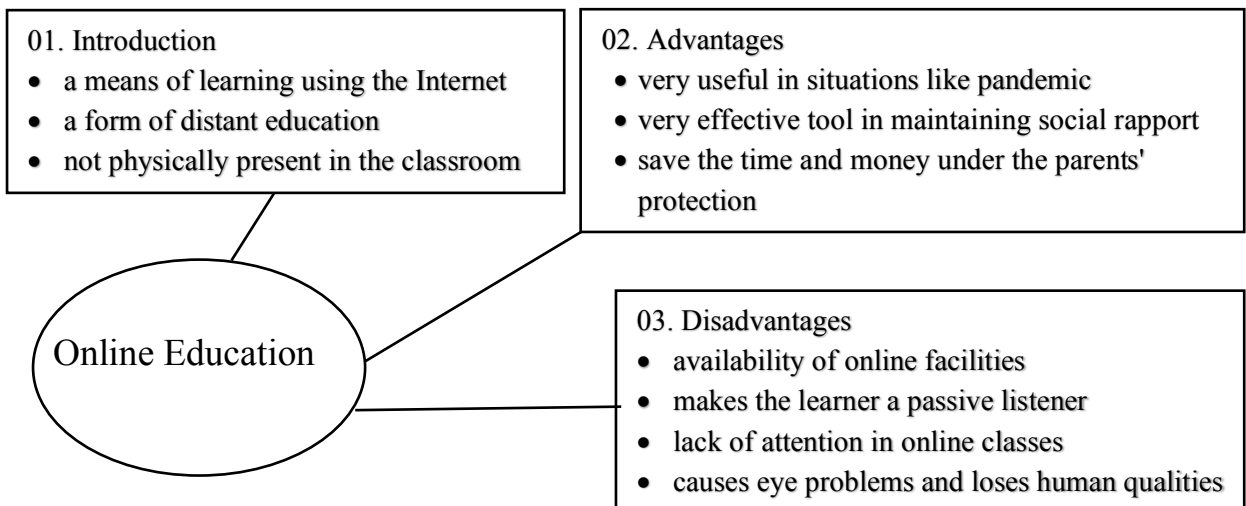 01. Introduction
• a means of learning using the Internet
• a form of distant education
• not physically present in the classroom
02. Advantages
• very useful in situations like pandemic
• very effective tool in maintaining social rapport
• save the time and money under the parents'
protection
Online Education
03. Disadvantages
• availability of online facilities
• makes the learner a passive listener
• lack of attention in online classes
• causes eye problems and loses human qualities